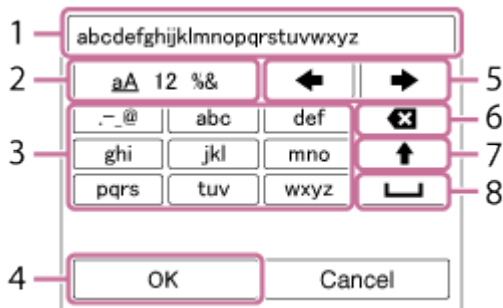 1 abcdefghijklmnopqrstuvwxyz
2 aA 12 %& 5
.-_@ abc def 6
3 ghi jkl mno 7
pqrs tuv wxyz 8
4 OK Cancel